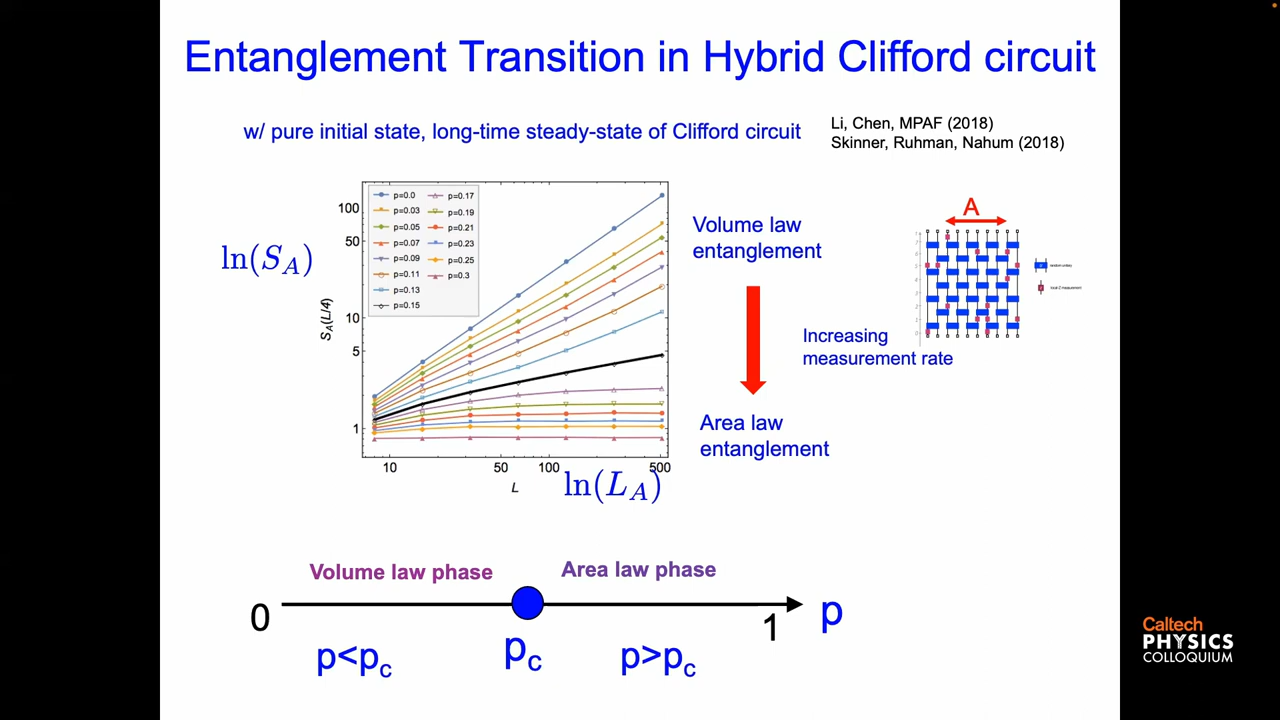 Entanglement Transition in Hybrid Clifford circuit
w/ pure initial state, long-time steady-state of Clifford circuit
Li, Chen, MPAF (2018)
Skinner, Ruhman, Nahum (2018)
ln(S_A)
S_A(L/4)
100
50
10
5
1
p=0.0
p=0.03
p=0.05
p=0.07
p=0.09
p=0.11
p=0.13
p=0.15
p=0.17
p=0.19
p=0.21
p=0.23
p=0.25
p=0.3
10
50
100
500
L
ln(L_A)
Volume law
entanglement
Increasing
measurement rate
Area law
entanglement
A
random unitary
local Z measurement
Volume law phase
Area law phase
0
1
p
p<p_c
p_c
p>p_c
Caltech
PHYSICS
COLLOQUIUM